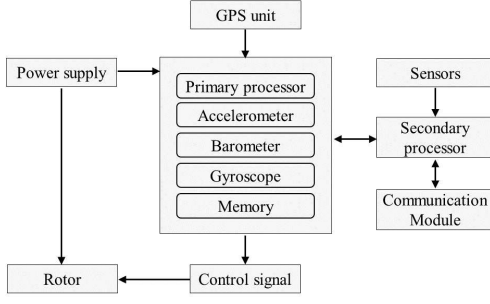 GPS unit
Power supply
Primary processor
Accelerometer
Barometer
Gyroscope
Memory
Sensors
Secondary
processor
Communication
Module
Rotor
Control signal